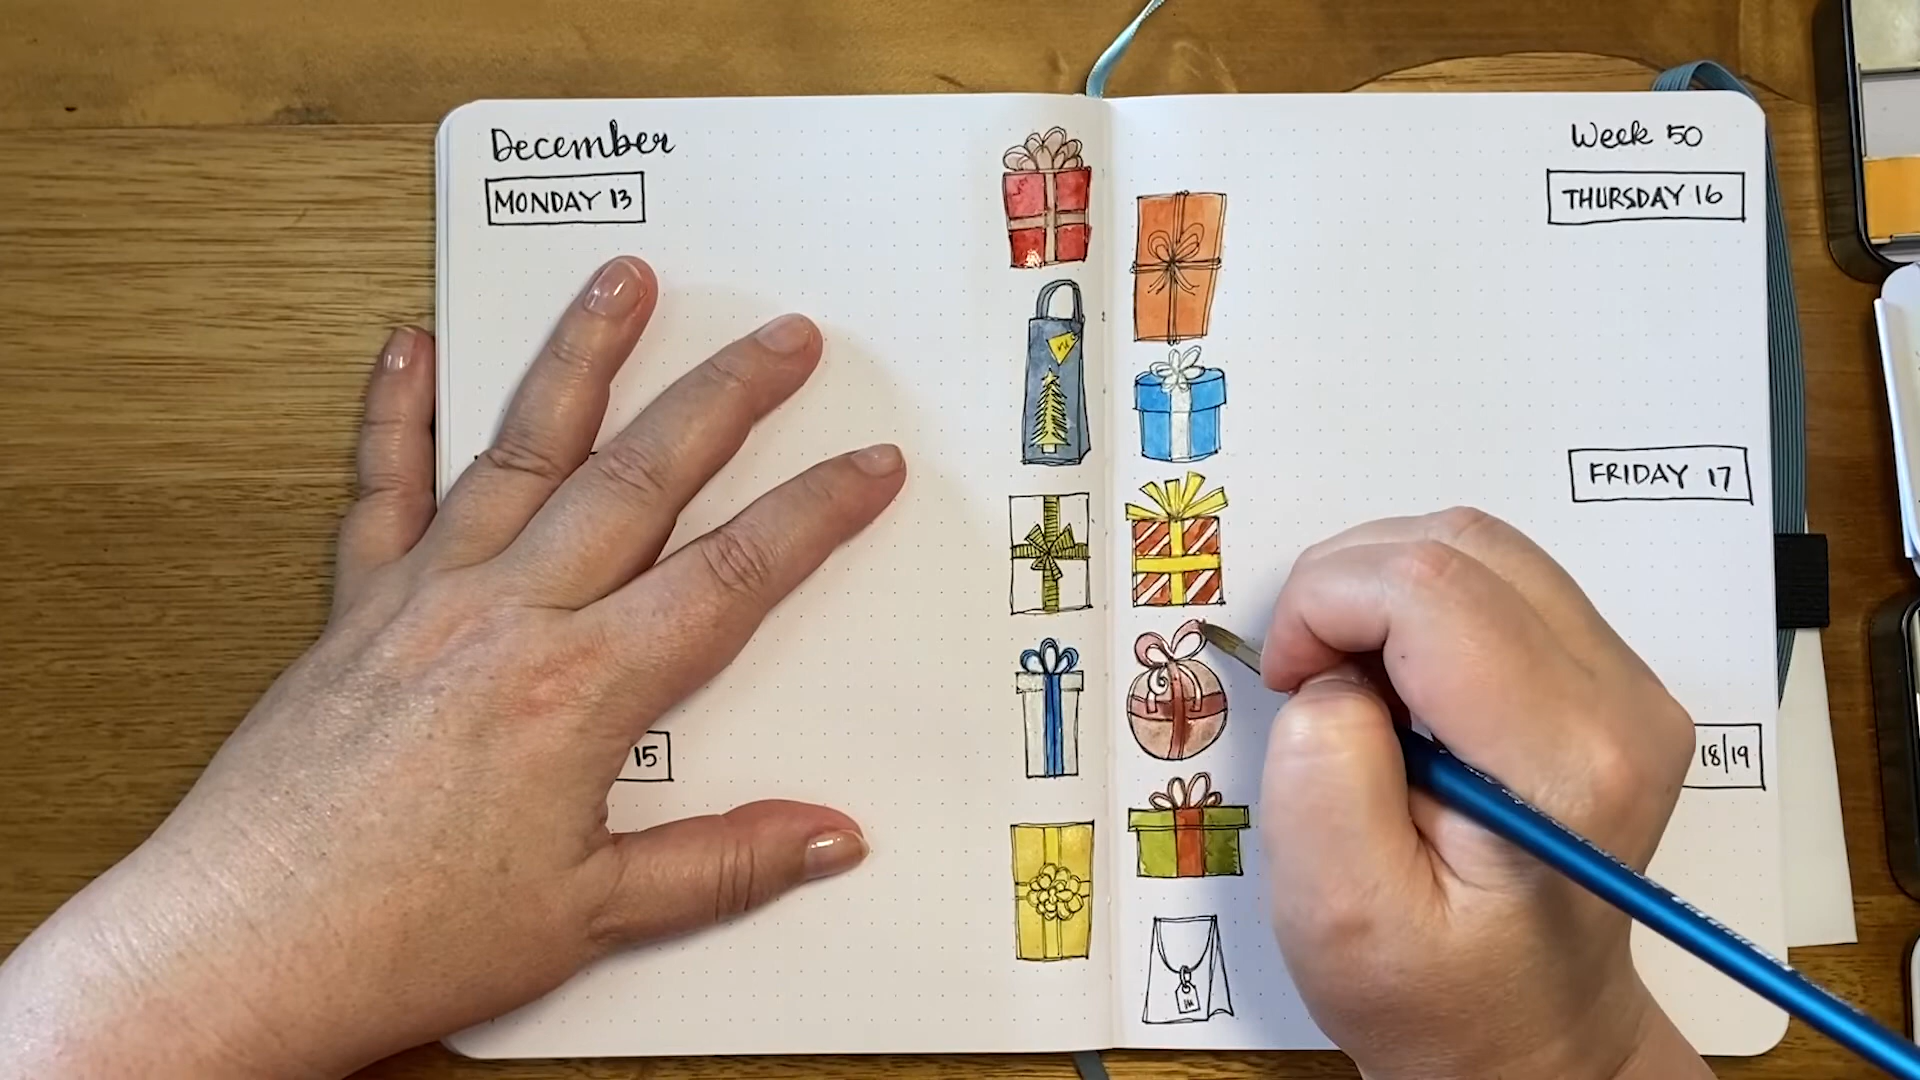 December
MONDAY 13
15
Week 50
THURSDAY 16
FRIDAY 17
18/19